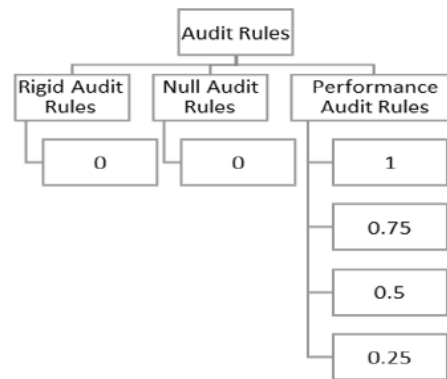 Audit Rules
Rigid Audit
Rules
Null Audit
Rules
Performance
Audit Rules
0
0
1
0.75
0.5
0.25